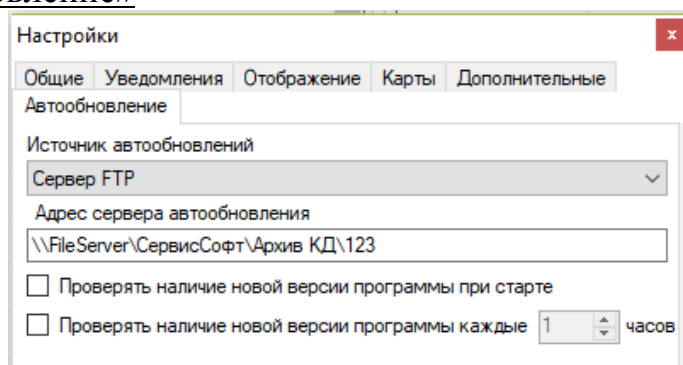 Настройки
x
Общие Уведомления Отображение Карты Дополнительные
Автообновление
Источник автообновлений
Сервер FTP
Адрес сервера автообновления
\\FileServer\СервисСофт\Архив КД\123
Проверять наличие новой версии программы при старте
Проверять наличие новой версии программы каждые 1 часов